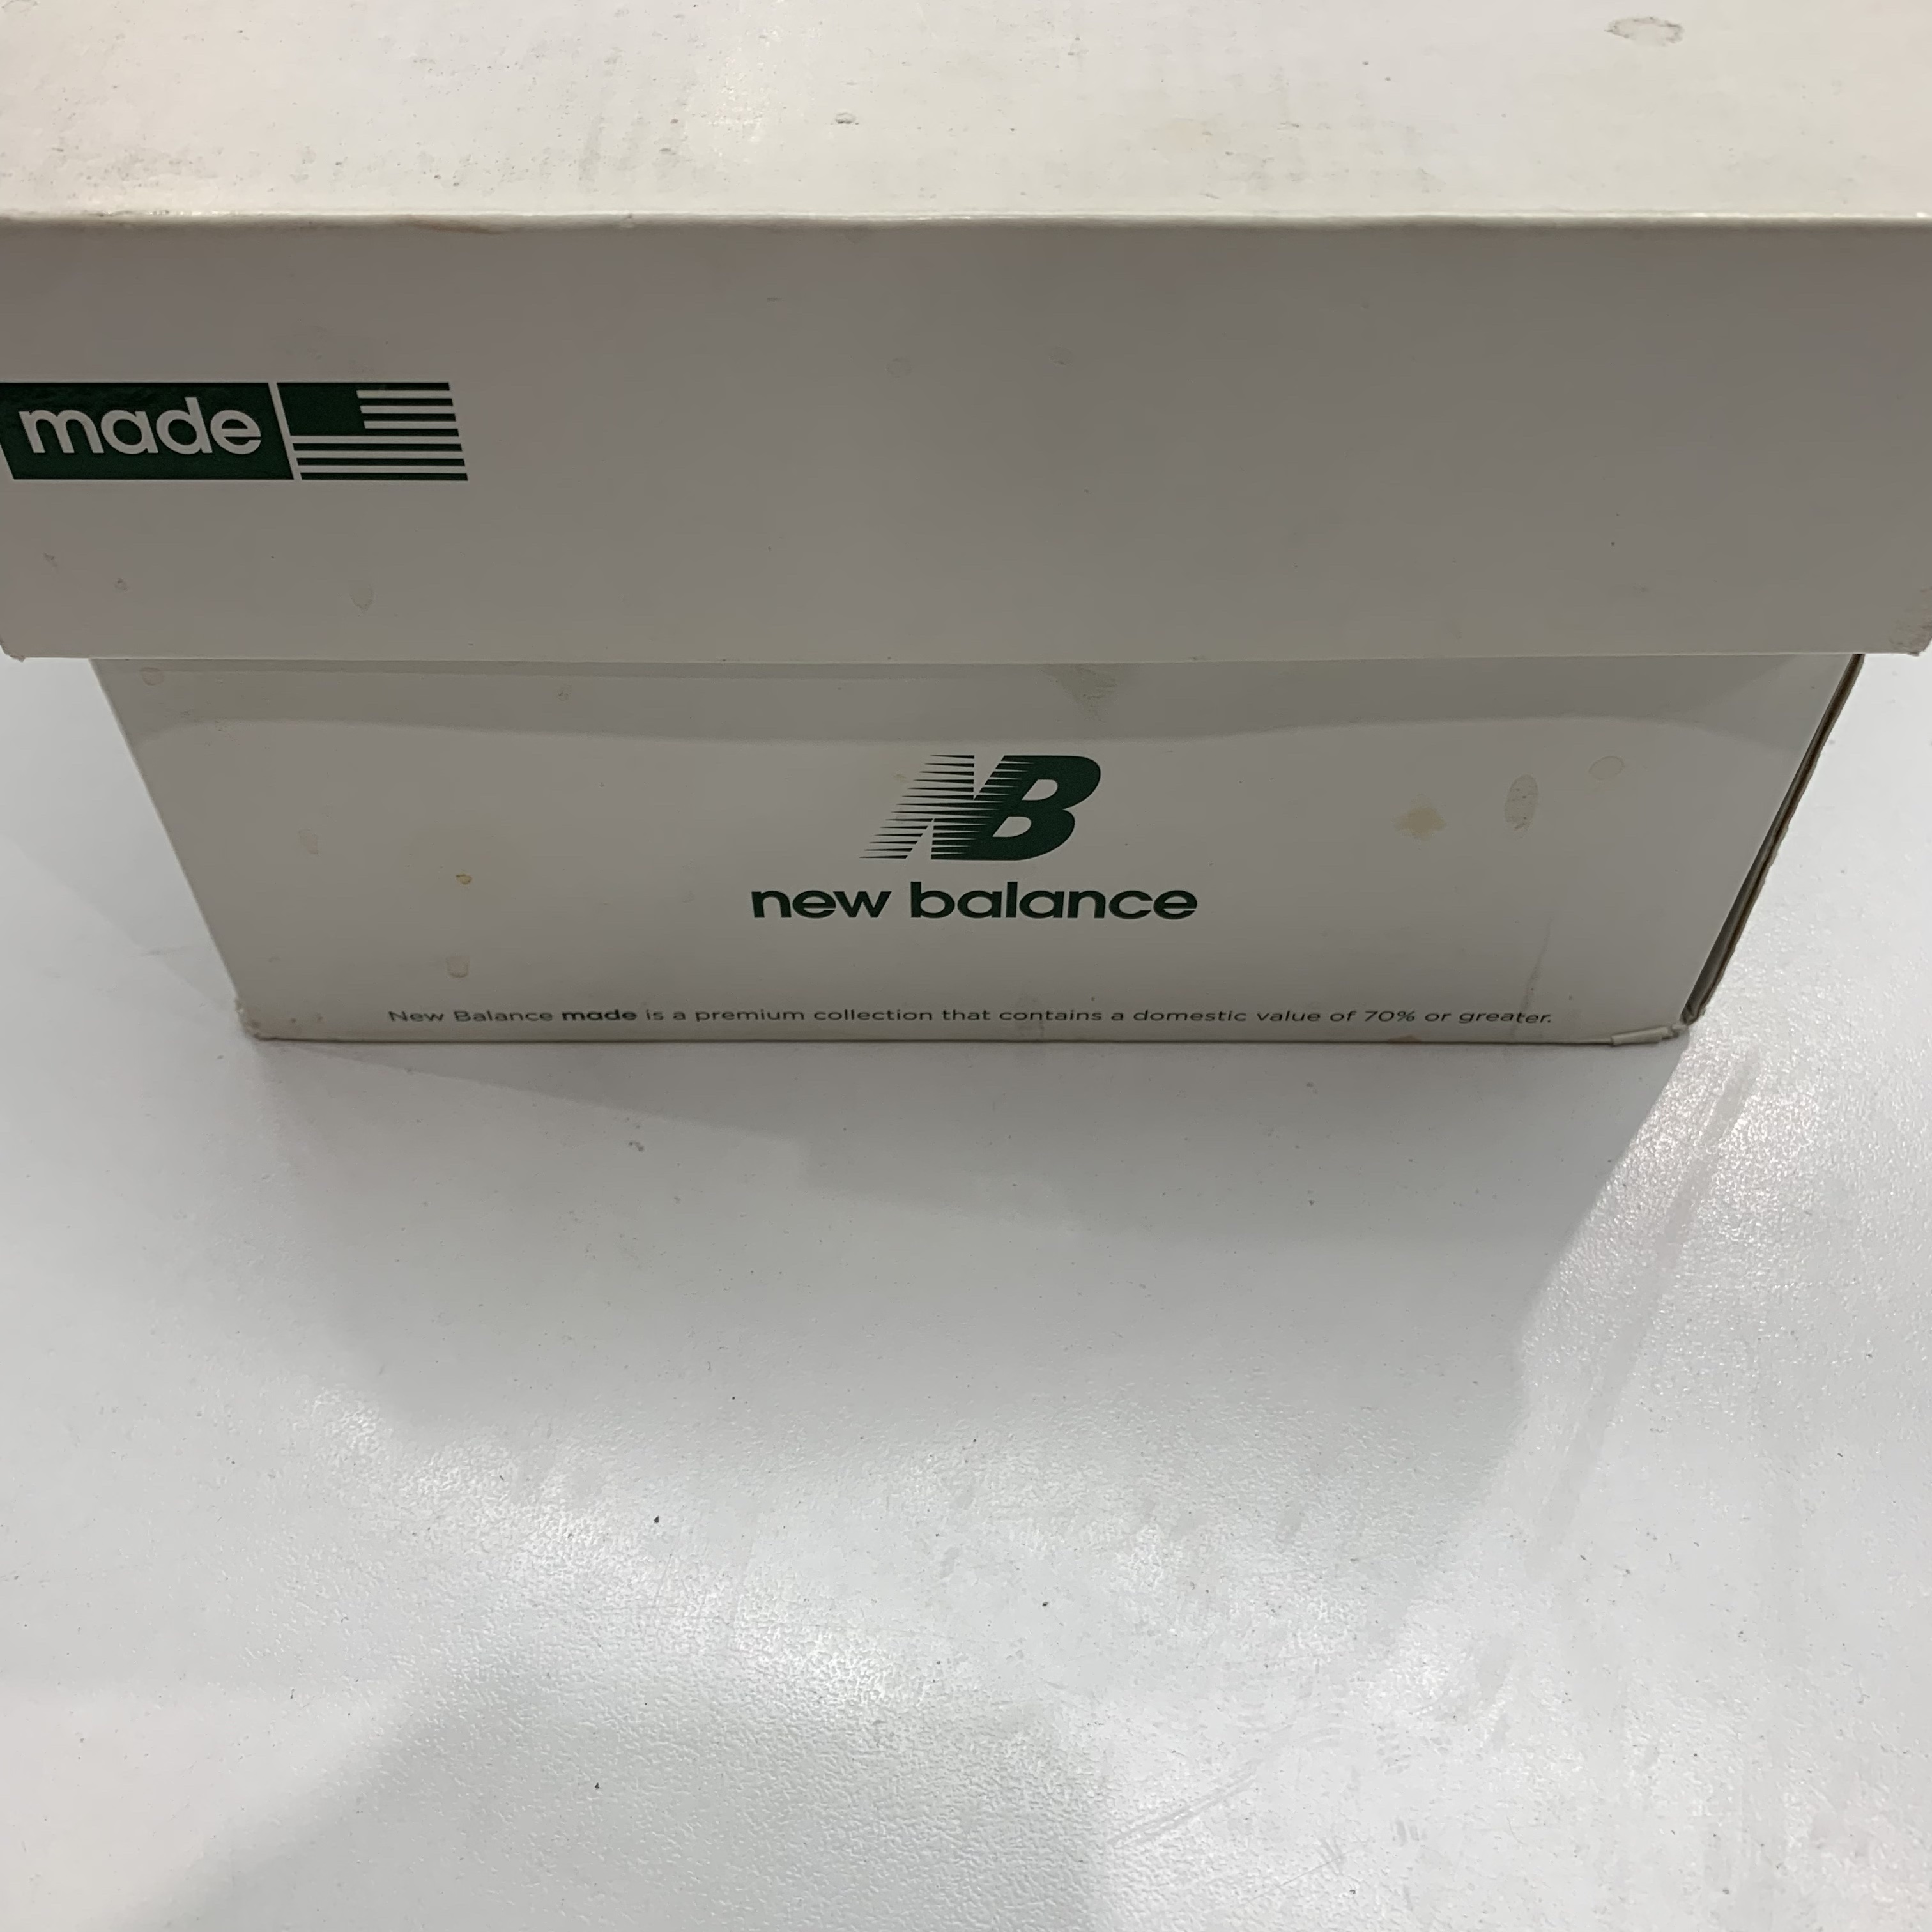 made
NB
new balance
New Balance made is a premium collection that contains a domestic value of 70% or greater.